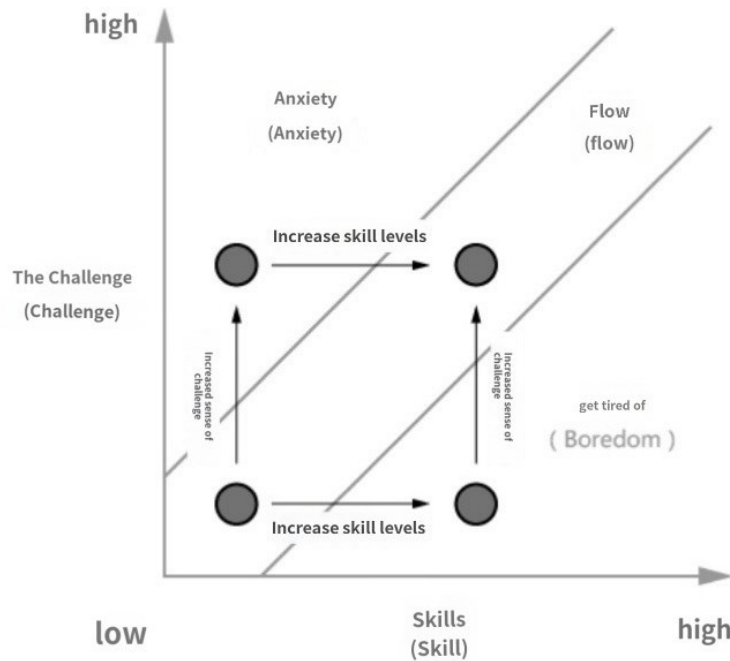 high
Anxiety
(Anxiety)
Flow
(flow)
Increase skill levels
The Challenge
(Challenge)
Increased sense of
challenge
Increased sense of
challenge
get tired of
( Boredom )
Increase skill levels
low
Skills
(Skill)
high